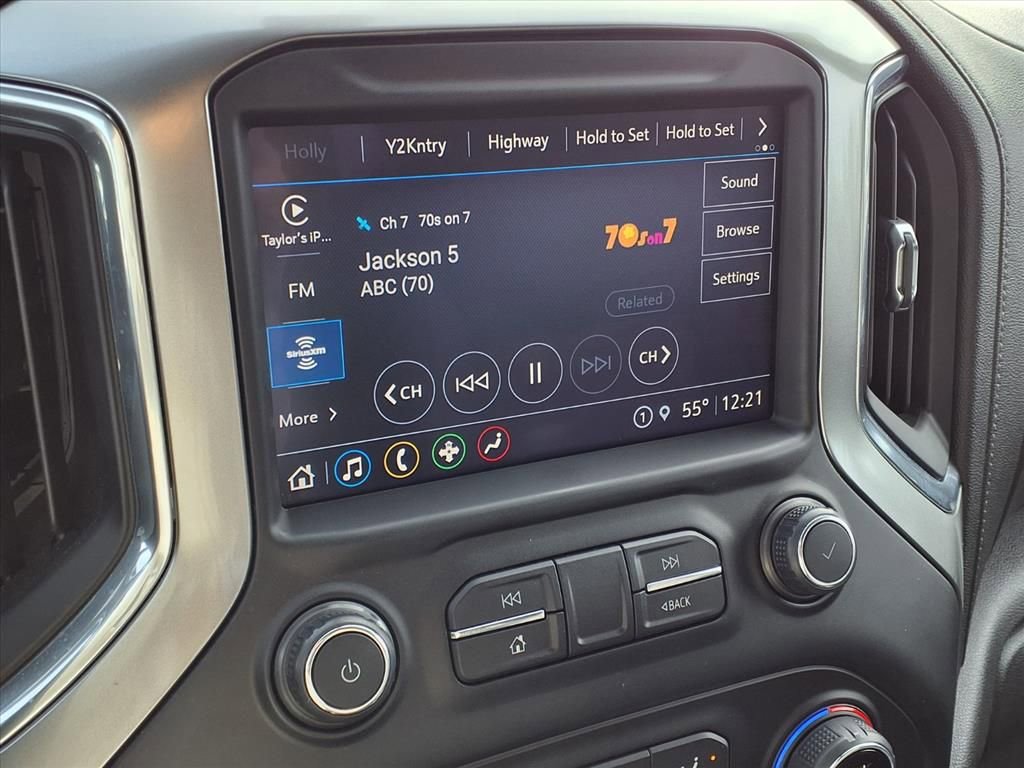 Holly Y2Kntry Highway Hold to Set Hold to Set
Taylor's iP...
FM
SiriusXM
More
Ch 7 70s on 7
Jackson 5
ABC (70)
70s on 7
Related
Sound
Browse
Settings
CH
CH
1 55° 12:21
BACK